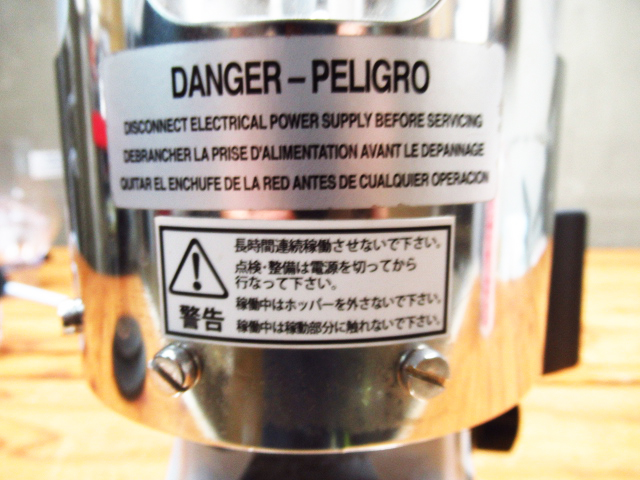 DANGER – PELIGRO
DISCONNECT ELECTRICAL POWER SUPPLY BEFORE SERVICING
DEBRANCHER LA PRISE D'ALIMENTATION AVANT LE DEPANNAGE
QUITAR EL ENCHUFE DE LA RED ANTES DE CUALQUIER OPERACION
長時間連続稼働させないで下さい。
点検・整備は電源を切ってから
行なって下さい。
稼働中はホッパーを外さないで下さい。
警告
稼働中は稼動部分に触れないで下さい。